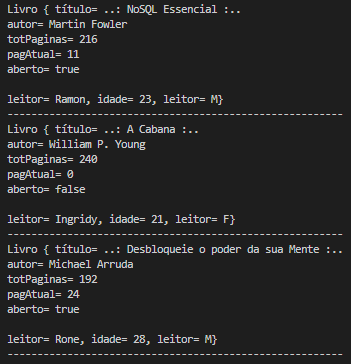 Livro { título= ..: NoSQL Essencial :..
autor= Martin Fowler
totPaginas= 216
pagAtual= 11
aberto= true
leitor= Ramon, idade= 23, leitor= M}
----------------------------------------------------
Livro { título= ..: A Cabana :..
autor= William P. Young
totPaginas= 240
pagAtual= 0
aberto= false
leitor= Ingridy, idade= 21, leitor= F}
----------------------------------------------------
Livro { título= ..: Desbloqueie o poder da sua Mente :..
autor= Michael Arruda
totPaginas= 192
pagAtual= 24
aberto= true
leitor= Rone, idade= 28, leitor= M}
----------------------------------------------------